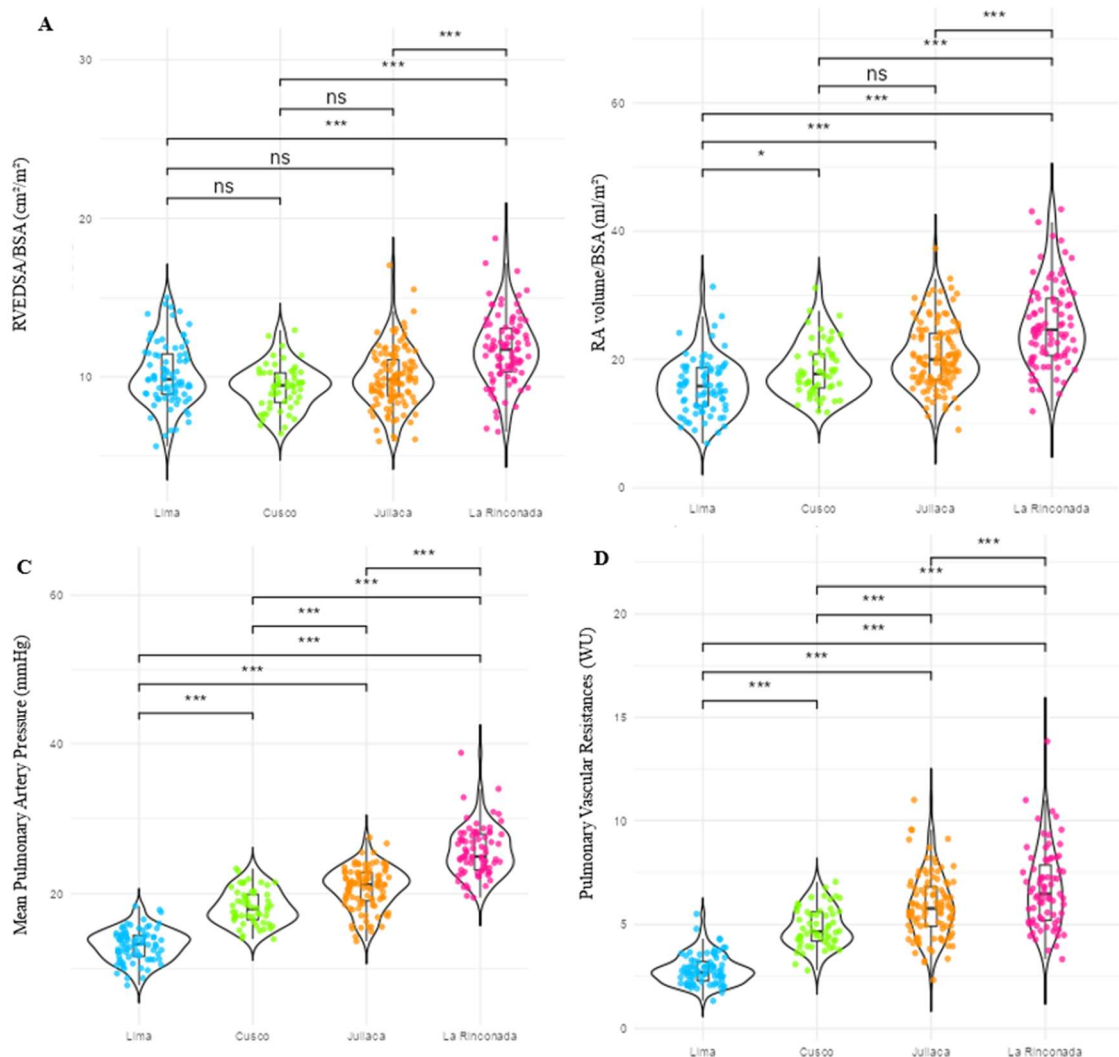 A
RVEDSA/BSA (cm²/m²)
30
20
10
***
***
ns
***
ns
ns
Lima
Cusco
Juliaca
La Rinconada
RA volume/BSA (ml/m²)
60
40
20
0
***
***
ns
***
***
*
Lima
Cusco
Juliaca
La Rinconada
C
Mean Pulmonary Artery Pressure (mmHg)
60
40
20
***
***
***
***
***
***
Lima
Cusco
Juliaca
La Rinconada
D
Pulmonary Vascular Resistances (WU)
20
15
10
5
0
***
***
***
***
***
***
Lima
Cusco
Juliaca
La Rinconada